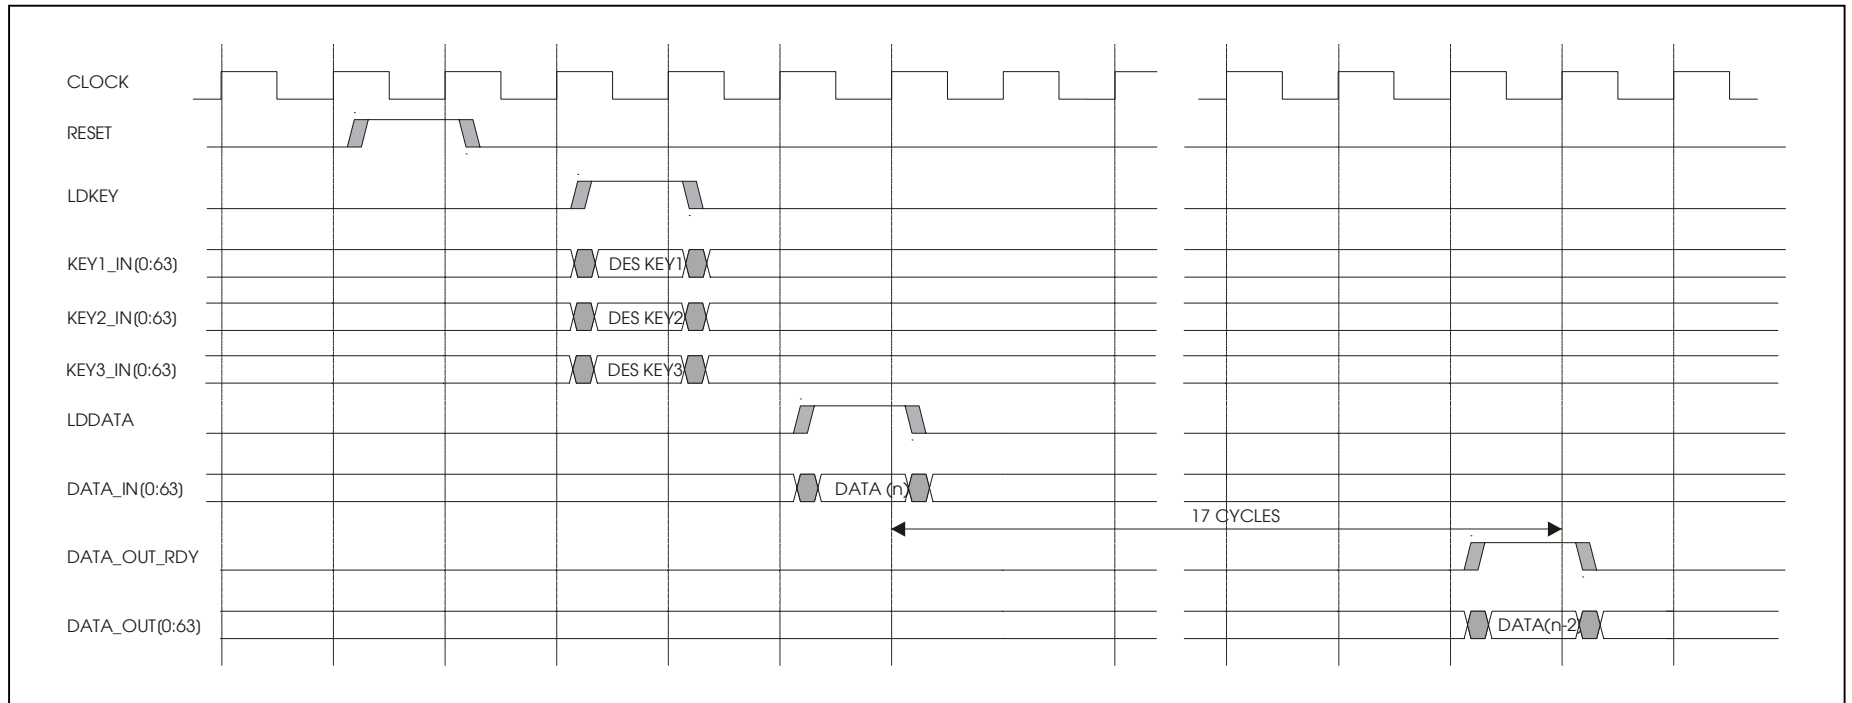 CLOCK
RESET
LDKEY
KEY1_IN(0:63) DES KEY1
KEY2_IN(0:63) DES KEY2
KEY3_IN(0:63) DES KEY3
LDDATA
DATA_IN(0:63) DATA (n)
17 CYCLES
DATA_OUT_RDY
DATA_OUT(0:63) DATA(n-2)